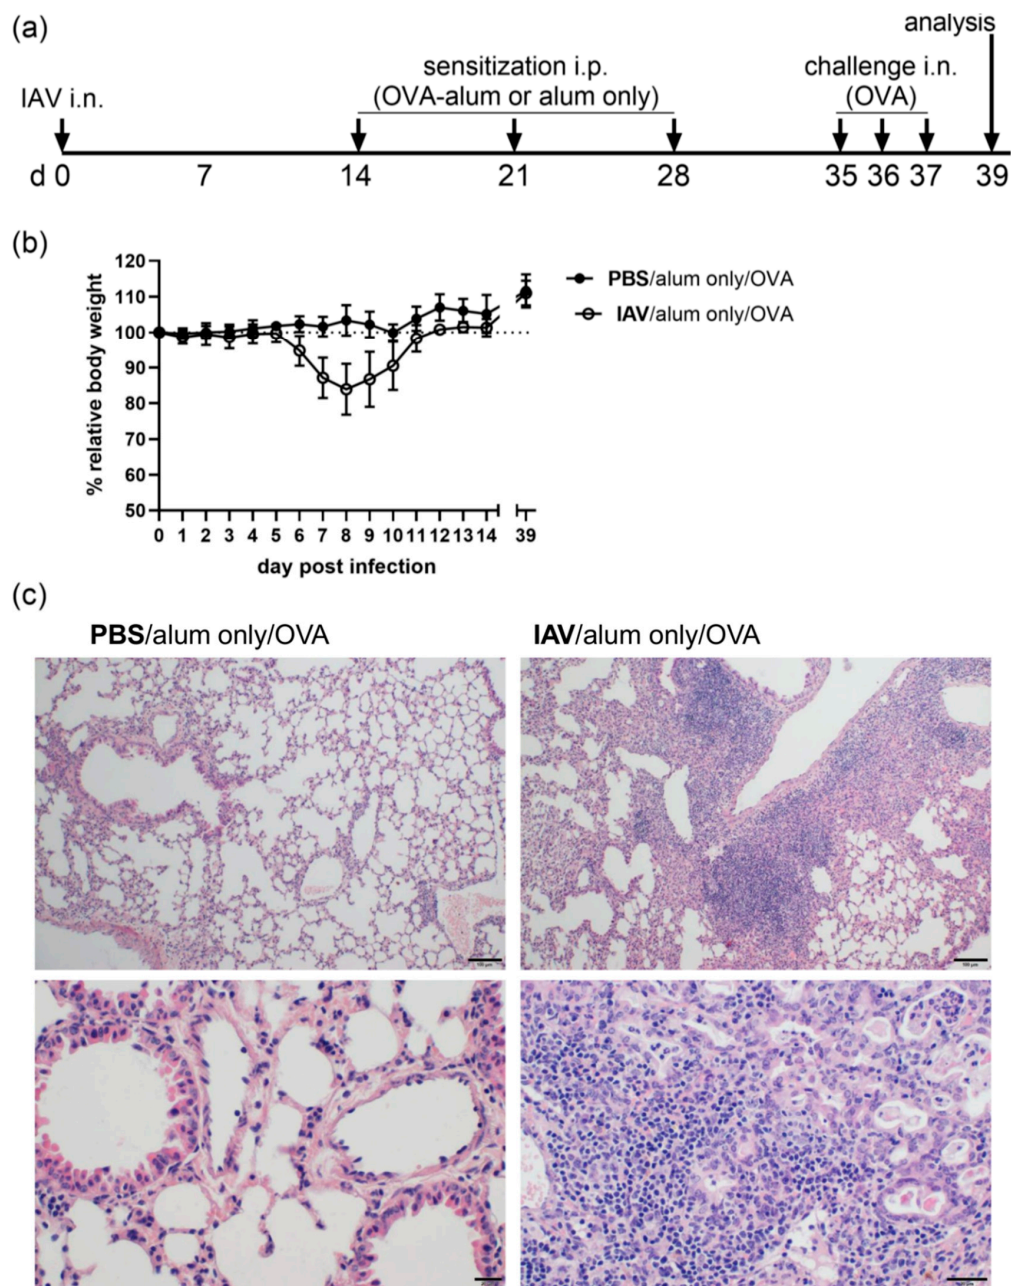 (a)
analysis
sensitization i.p.
challenge i.n.
IAV i.n.
(OVA-alum or alum only)
(OVA)
d 0 7 14 21 28 35 36 37 39
(b)
120
110
100
90
80
70
60
50
% relative body weight
0 1 2 3 4 5 6 7 8 9 10 11 12 13 14 39
day post infection
PBS/alum only/OVA
IAV/alum only/OVA
(c)
PBS/alum only/OVA
IAV/alum only/OVA